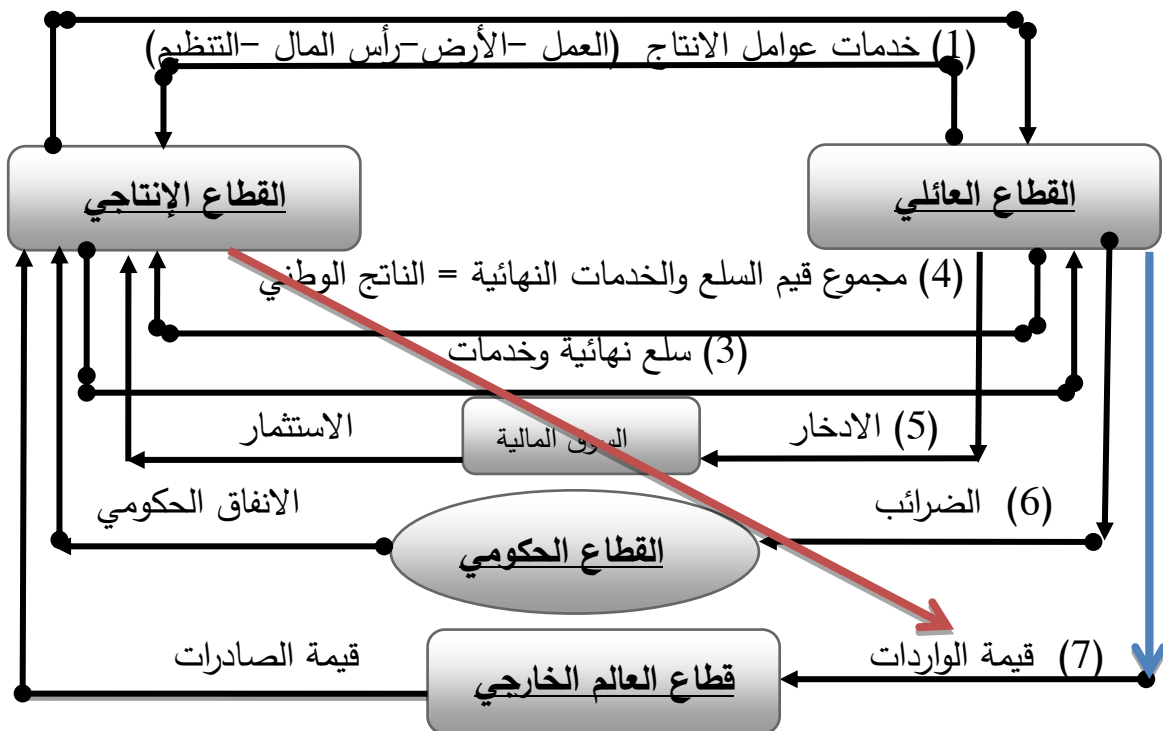 (1) خدمات عوامل الانتاج (العمل -الأرض-رأس المال -التنظيم)
القطاع العائلي
القطاع الإنتاجي
(4) مجموع قيم السلع والخدمات النهائية = الناتج الوطني
(3) سلع نهائية وخدمات
(5) الادخار
السوق المالية
الاستثمار
(6) الضرائب
القطاع الحكومي
الانفاق الحكومي
(7) قيمة الواردات
قطاع العالم الخارجي
قيمة الصادرات